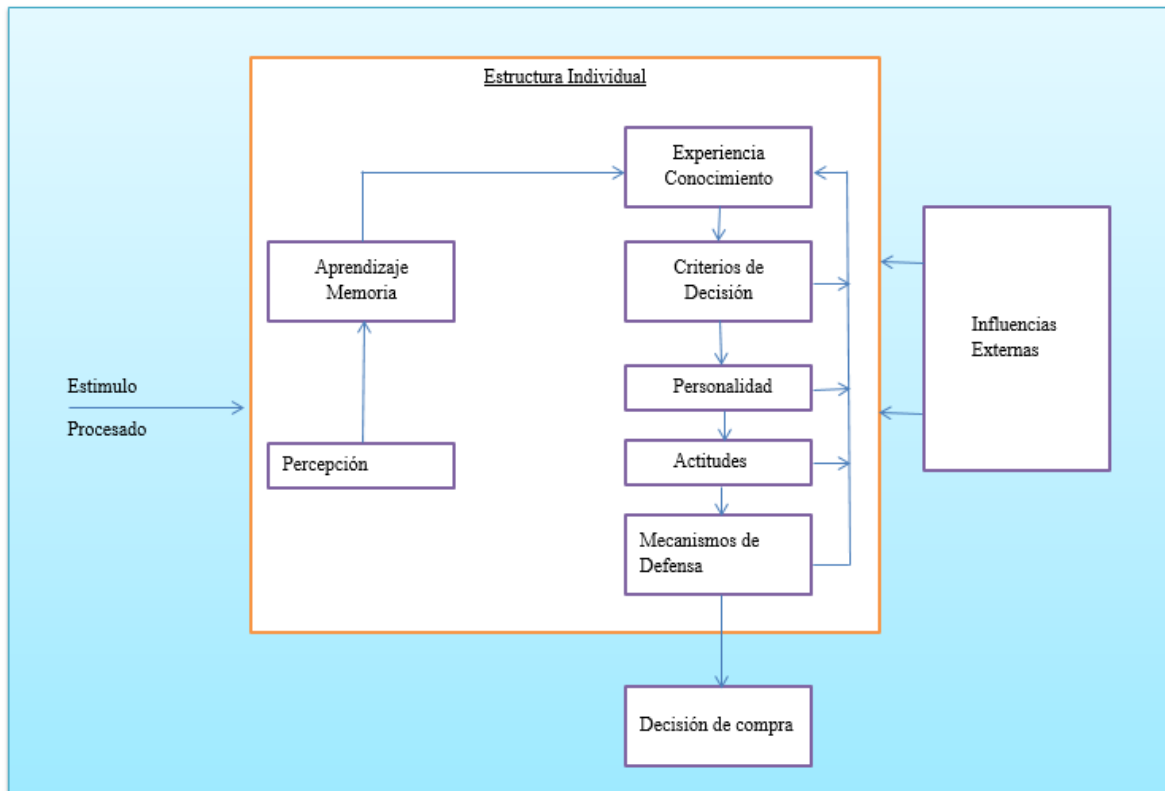 Estructura Individual
Experiencia
Conocimiento
Aprendizaje
Memoria
Criterios de
Decisión
Influencias
Externas
Estimulo
Procesado
Personalidad
Percepción
Actitudes
Mecanismos de
Defensa
Decisión de compra